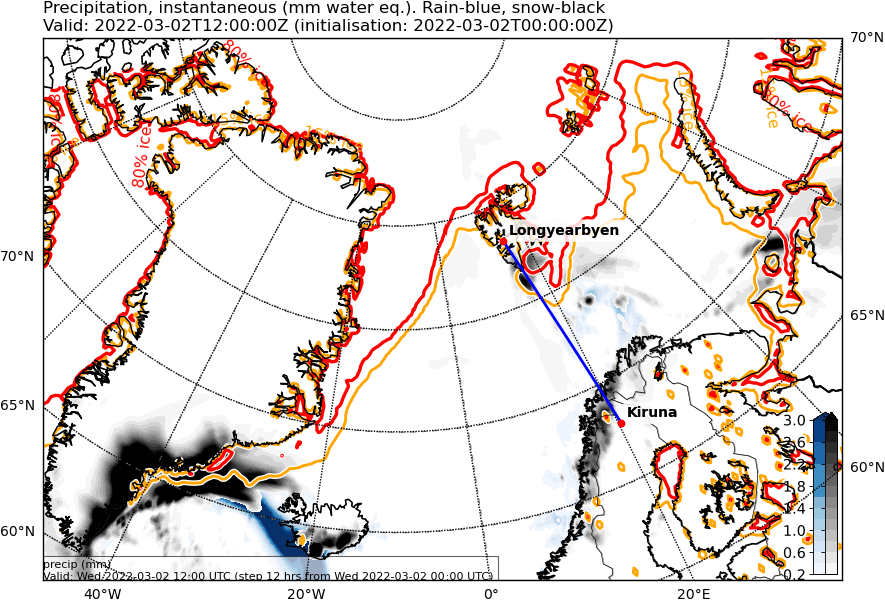 Precipitation, instantaneous (mm water eq.). Rain-blue, snow-black
Valid: 2022-03-02T12:00:00Z (initialisation: 2022-03-02T00:00:00Z)
70°N
80% ice
70°N
Longyearbyen
65°N
65°N
Kiruna
60°N
60°N
3.0
2.6
2.2
1.8
1.4
1.0
0.6
0.2
precip (mm)
Valid: Wed 2022-03-02 12:00 UTC (step 12 hrs from Wed 2022-03-02 00:00 UTC)
40°W
20°W
0°
20°E